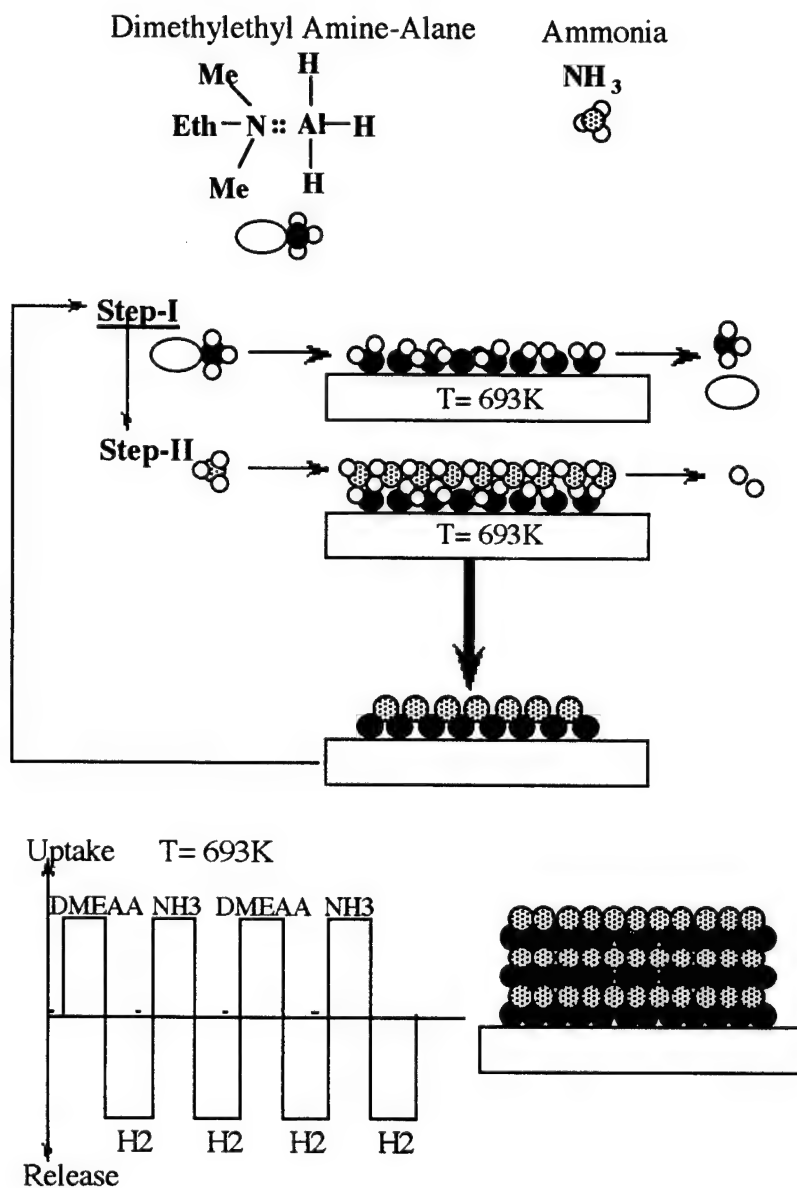 Dimethylethyl Amine-Alane Ammonia
H
Me NH3
Eth N :: Al H
Me H
Step-I
T= 693K
Step-II
T= 693K
Uptake T= 693K
DMEAA NH3 DMEAA NH3
H2 H2 H2 H2
Release